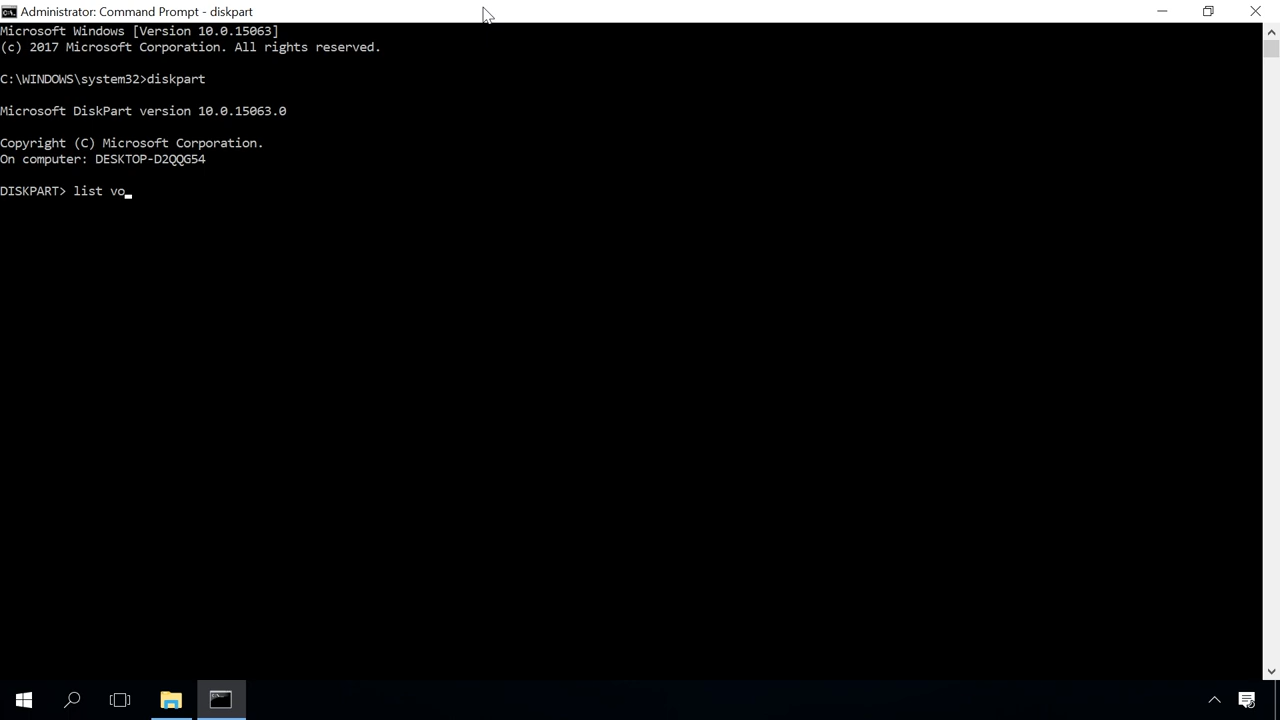 Administrator: Command Prompt - diskpart
Microsoft Windows [Version 10.0.15063]
(c) 2017 Microsoft Corporation. All rights reserved.
C:\WINDOWS\system32>diskpart
Microsoft DiskPart version 10.0.15063.0
Copyright (C) Microsoft Corporation.
On computer: DESKTOP-D2QQG54
DISKPART> list vo